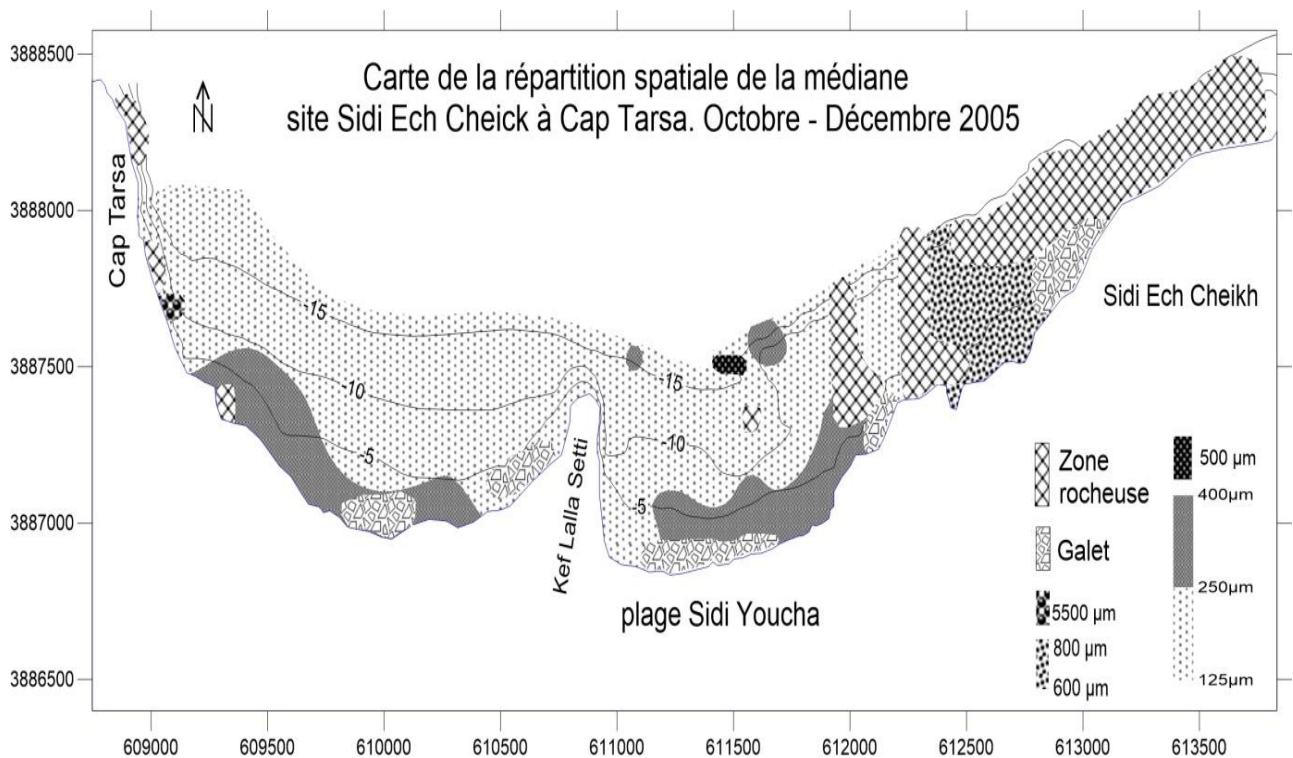 Carte de la répartition spatiale de la médiane
site Sidi Ech Cheick à Cap Tarsa. Octobre - Décembre 2005
N
3888500
3888000
3887500
3887000
3886500
Cap Tarsa
-15
-10
-5
Kef Lalla Setti
-15
-10
-5
Sidi Ech Cheikh
plage Sidi Youcha
Zone
rocheuse
Galet
5500 µm
800 µm
600 µm
500 µm
400µm
250µm
125µm
609000 609500 610000 610500 611000 611500 612000 612500 613000 613500